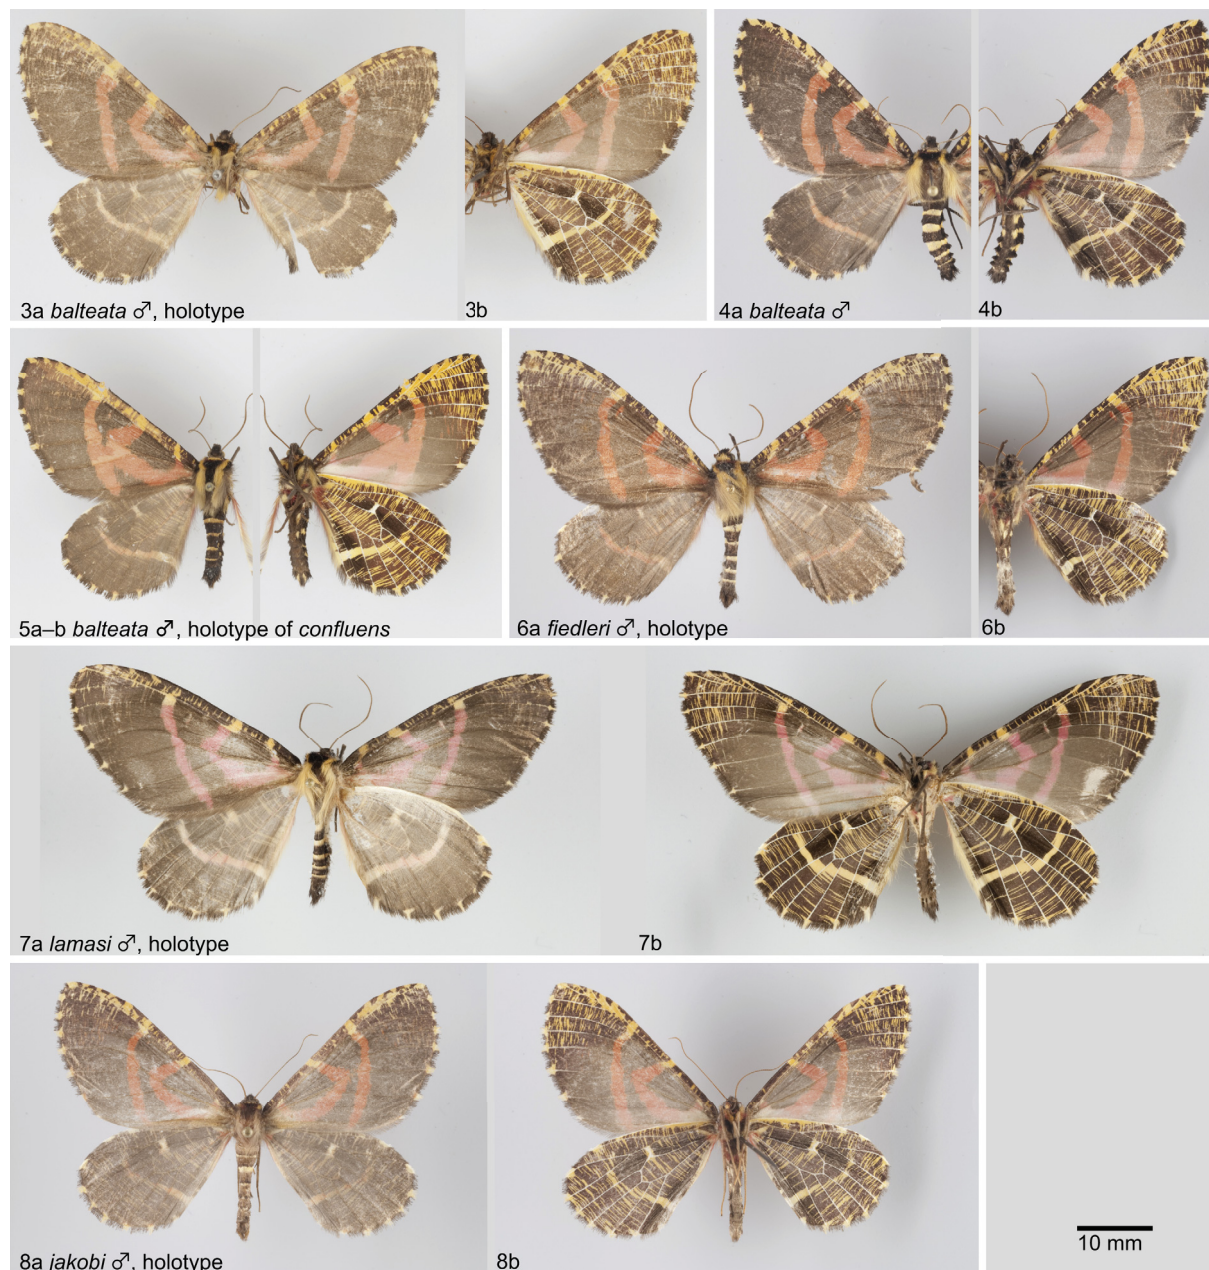 3a balteata ♂, holotype
3b
4a balteata ♂
4b
5a–b balteata ♂, holotype of confluens
6a fiedleri ♂, holotype
6b
7a lamasi ♂, holotype
7b
8a jakobi ♂, holotype
8b
10 mm